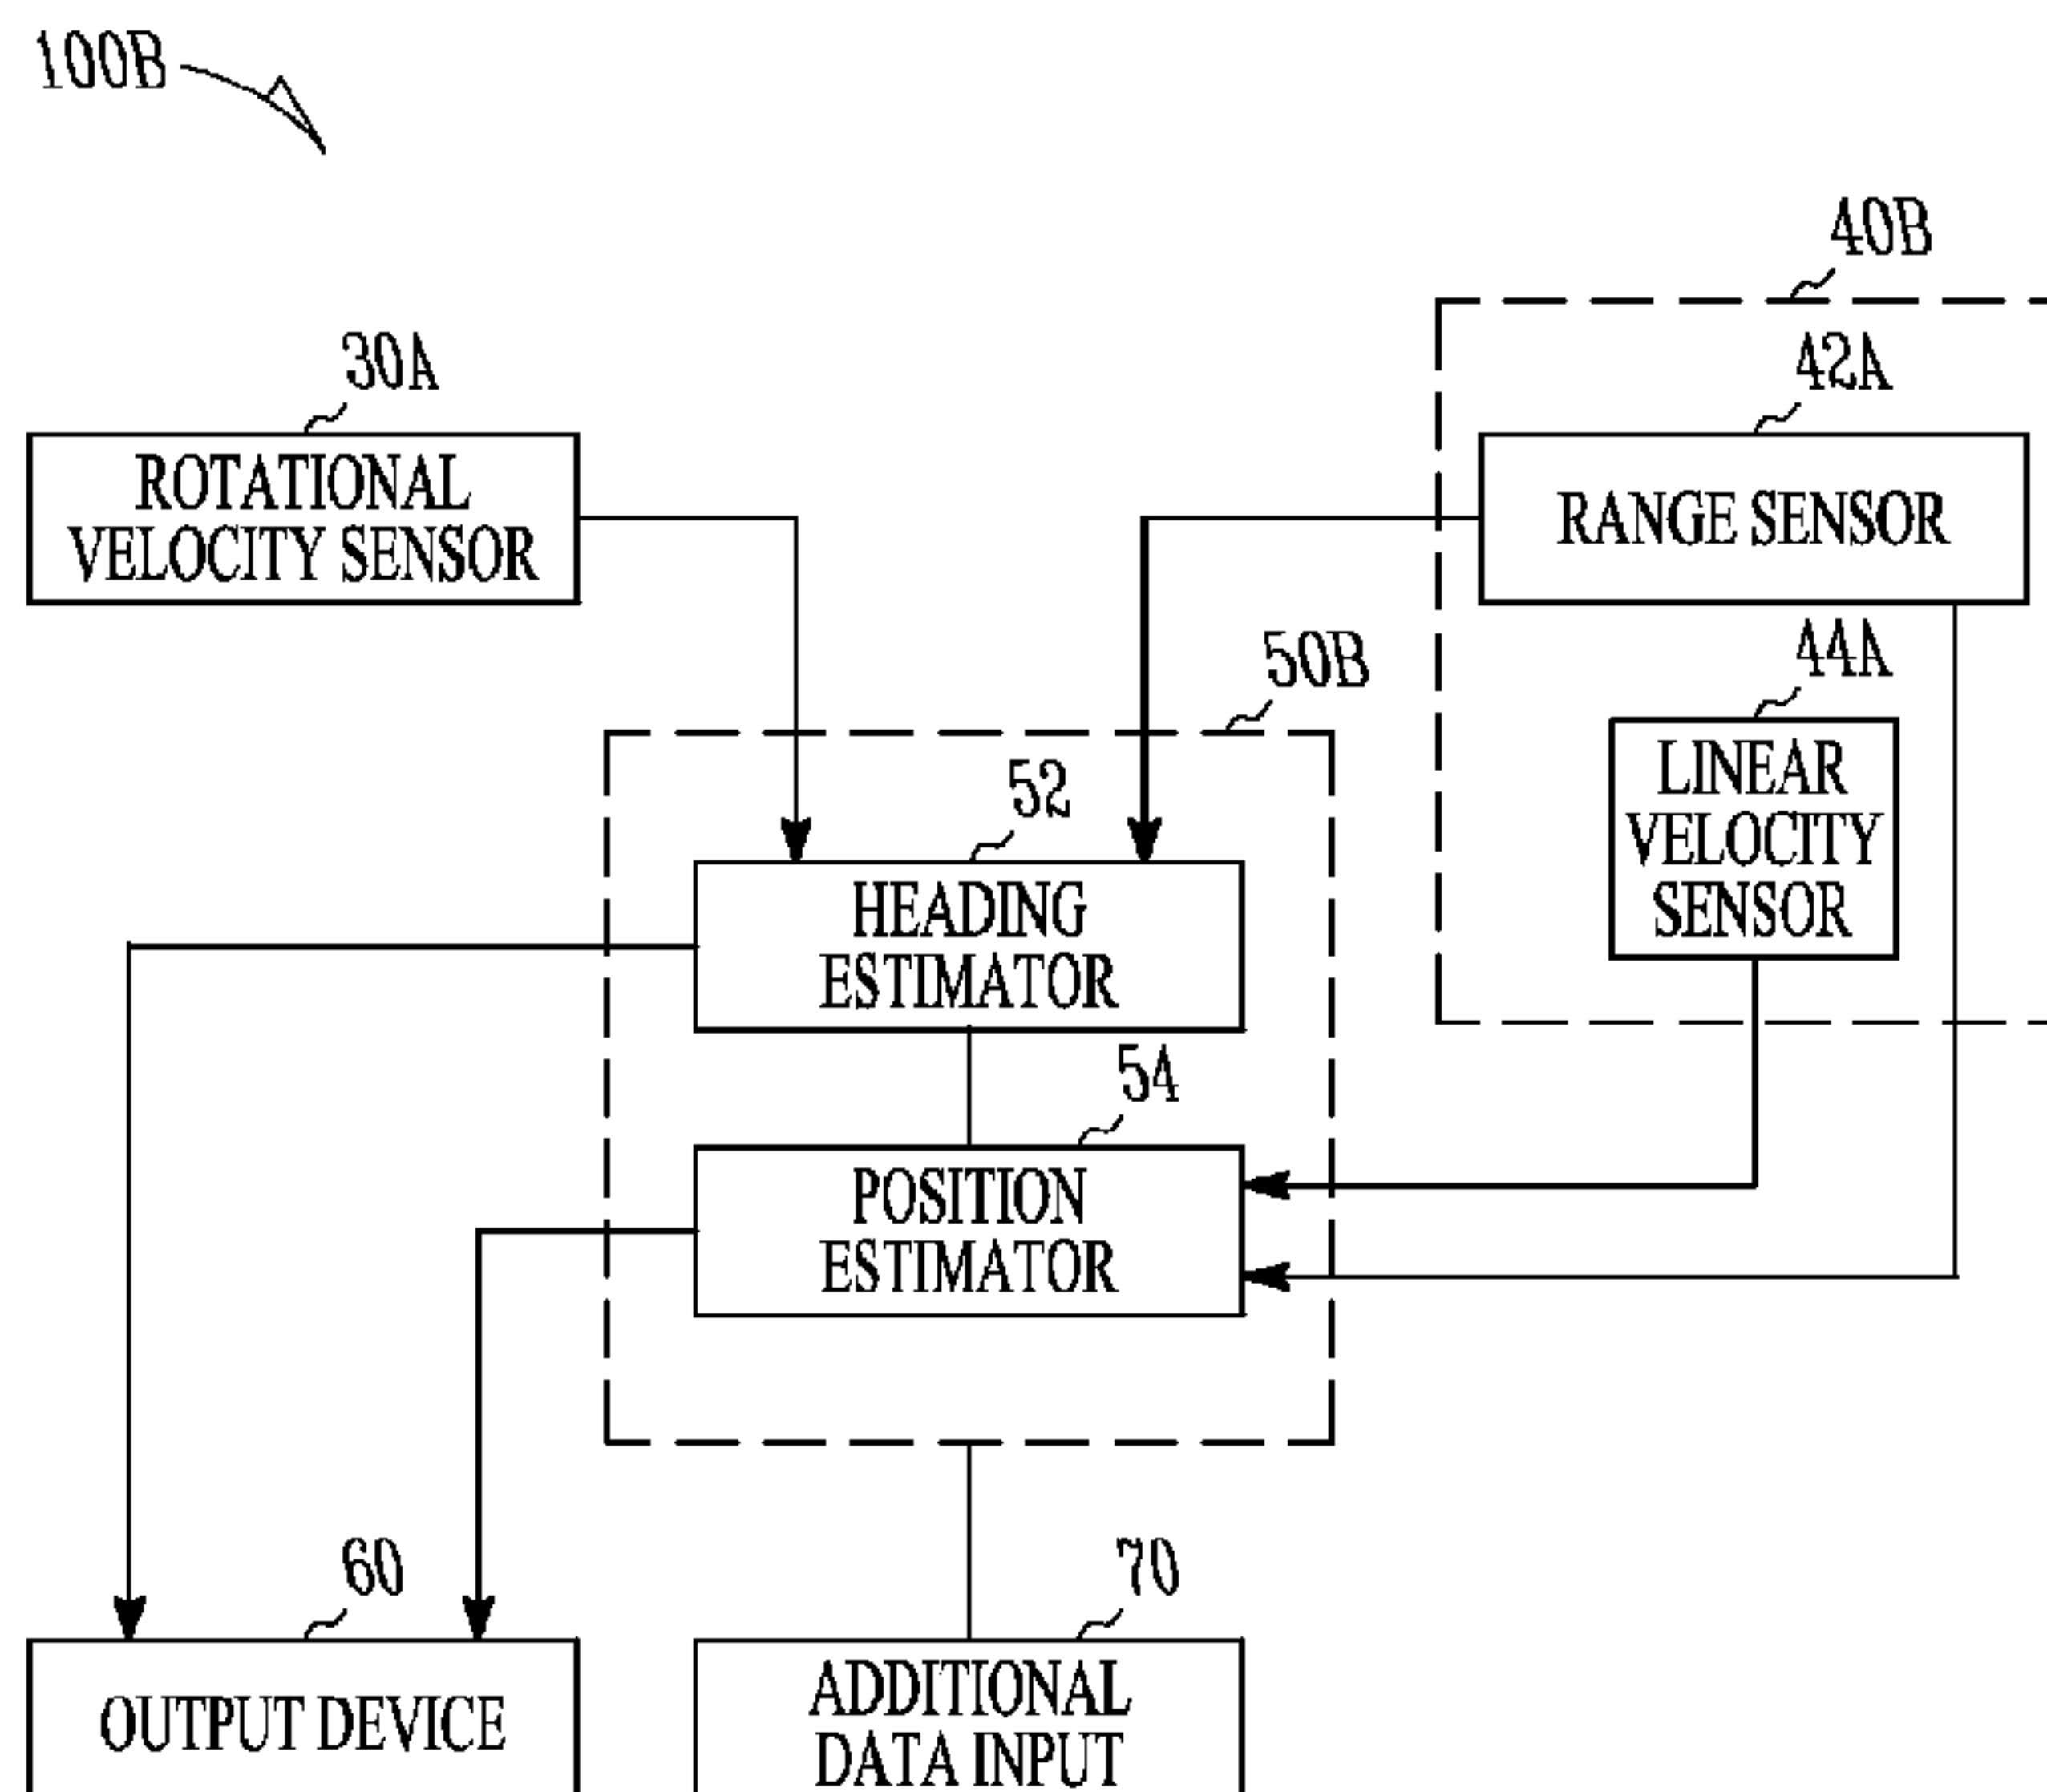 100B
40B
30A
42A
ROTATIONAL
VELOCITY SENSOR
RANGE SENSOR
50B
44A
LINEAR
VELOCITY
SENSOR
52
HEADING
ESTIMATOR
54
POSITION
ESTIMATOR
60
70
OUTPUT DEVICE
ADDITIONAL
DATA INPUT